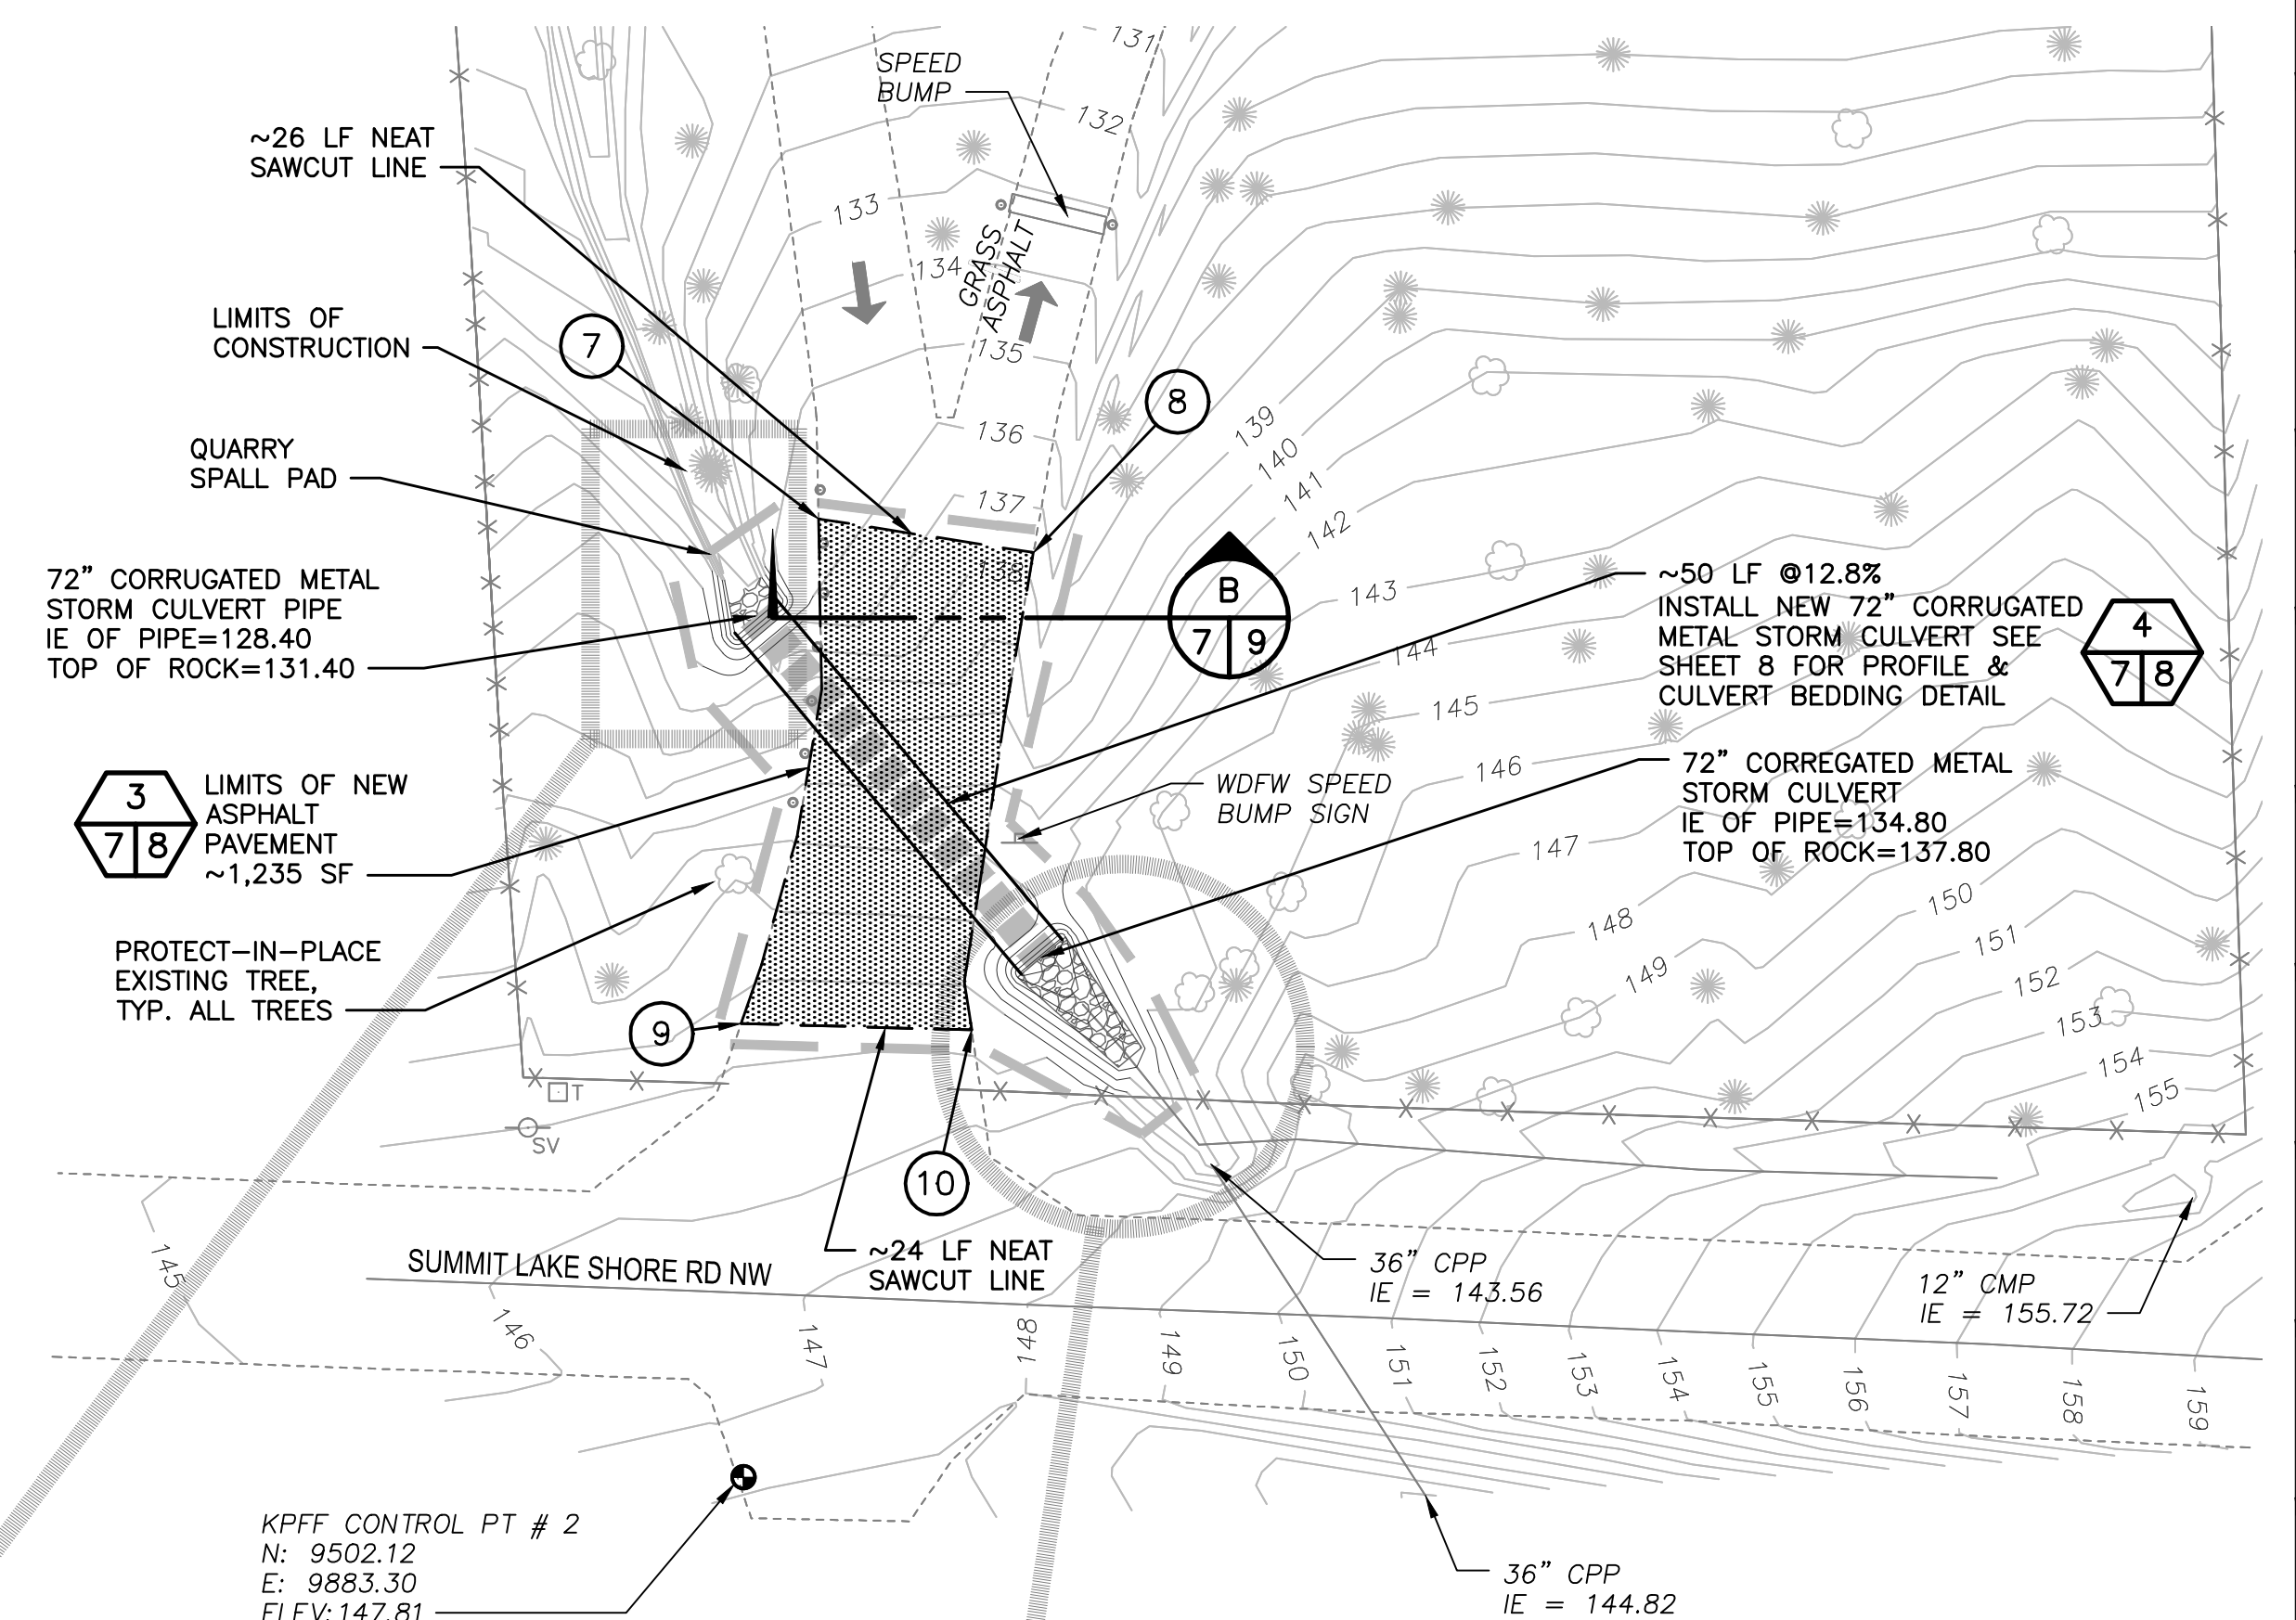 131
SPEED
BUMP
132
~26 LF NEAT
SAWCUT LINE
133
134
GRASS
ASPHALT
135
LIMITS OF
CONSTRUCTION
7
8
136
139
140
141
142
QUARRY
SPALL PAD
137
138
72" CORRUGATED METAL
STORM CULVERT PIPE
IE OF PIPE=128.40
TOP OF ROCK=131.40
B
7 9
143
144
145
146
147
148
149
150
151
152
153
154
155
~50 LF @12.8%
INSTALL NEW 72" CORRUGATED
METAL STORM CULVERT SEE
SHEET 8 FOR PROFILE &
CULVERT BEDDING DETAIL
4
7 8
72" CORREGATED METAL
STORM CULVERT
IE OF PIPE=134.80
TOP OF ROCK=137.80
WDFW SPEED
BUMP SIGN
3
7 8
LIMITS OF NEW
ASPHALT
PAVEMENT
~1,235 SF
PROTECT-IN-PLACE
EXISTING TREE,
TYP. ALL TREES
9
T
SV
10
~24 LF NEAT
SAWCUT LINE
SUMMIT LAKE SHORE RD NW
36" CPP
IE = 143.56
12" CMP
IE = 155.72
145
146
147
148
149
150
151
152
153
154
155
156
157
158
159
KPFF CONTROL PT # 2
N: 9502.12
E: 9883.30
ELEV: 147.81
36" CPP
IE = 144.82